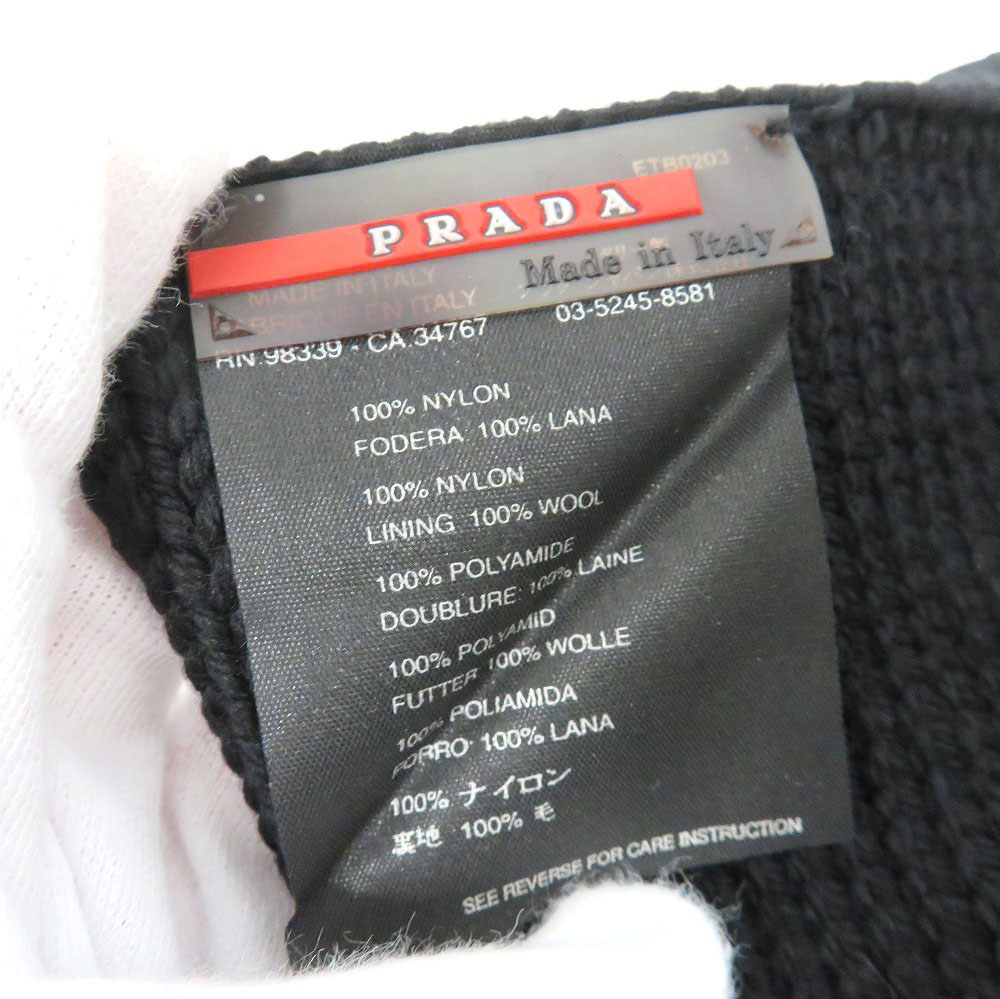 ETB0203
PRADA
Made in Italy
MADE IN ITALY
IN ITALY
RN.98339 - CA.34767 03-5245-8581
100% NYLON
FODERA 100% LANA
100% NYLON
LINING 100% WOOL
100% POLYAMIDE
DOUBLURE: 100% LAINE
100% POLYAMID
FUTTER 100% WOLLE
100% POLIAMIDA
FORRO: 100% LANA
100% ナイロン
裏地 100% 毛
SEE REVERSE FOR CARE INSTRUCTION